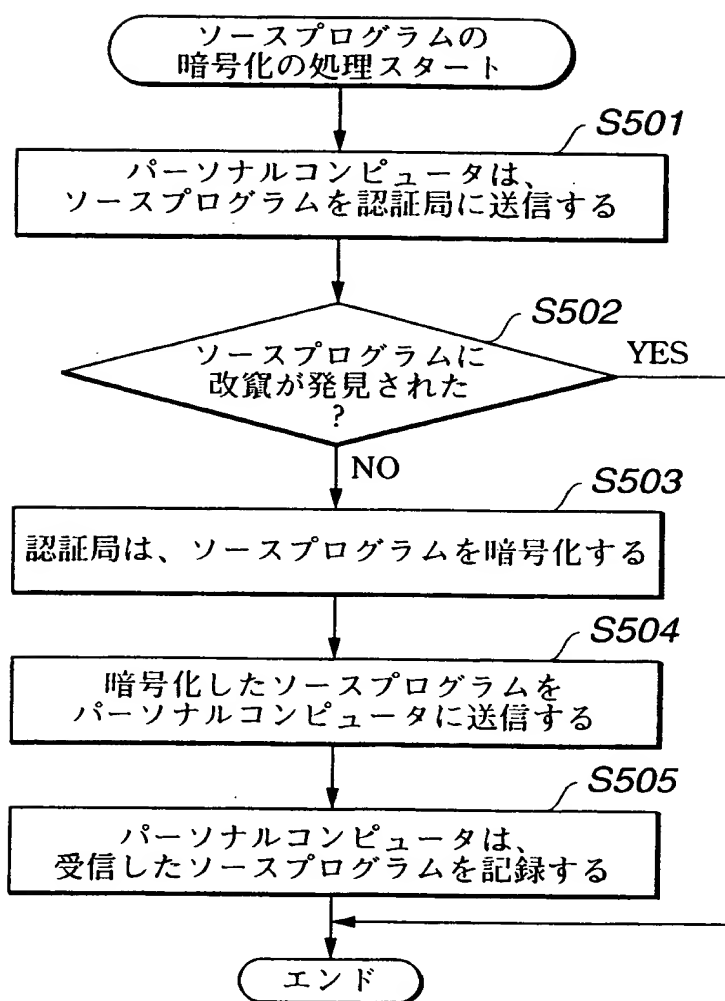 ソースプログラムの
暗号化の処理スタート
S501
パーソナルコンピュータは、
ソースプログラムを認証局に送信する
S502
ソースプログラムに
改竄が発見された
?
YES
NO
S503
認証局は、ソースプログラムを暗号化する
S504
暗号化したソースプログラムを
パーソナルコンピュータに送信する
S505
パーソナルコンピュータは、
受信したソースプログラムを記録する
エンド